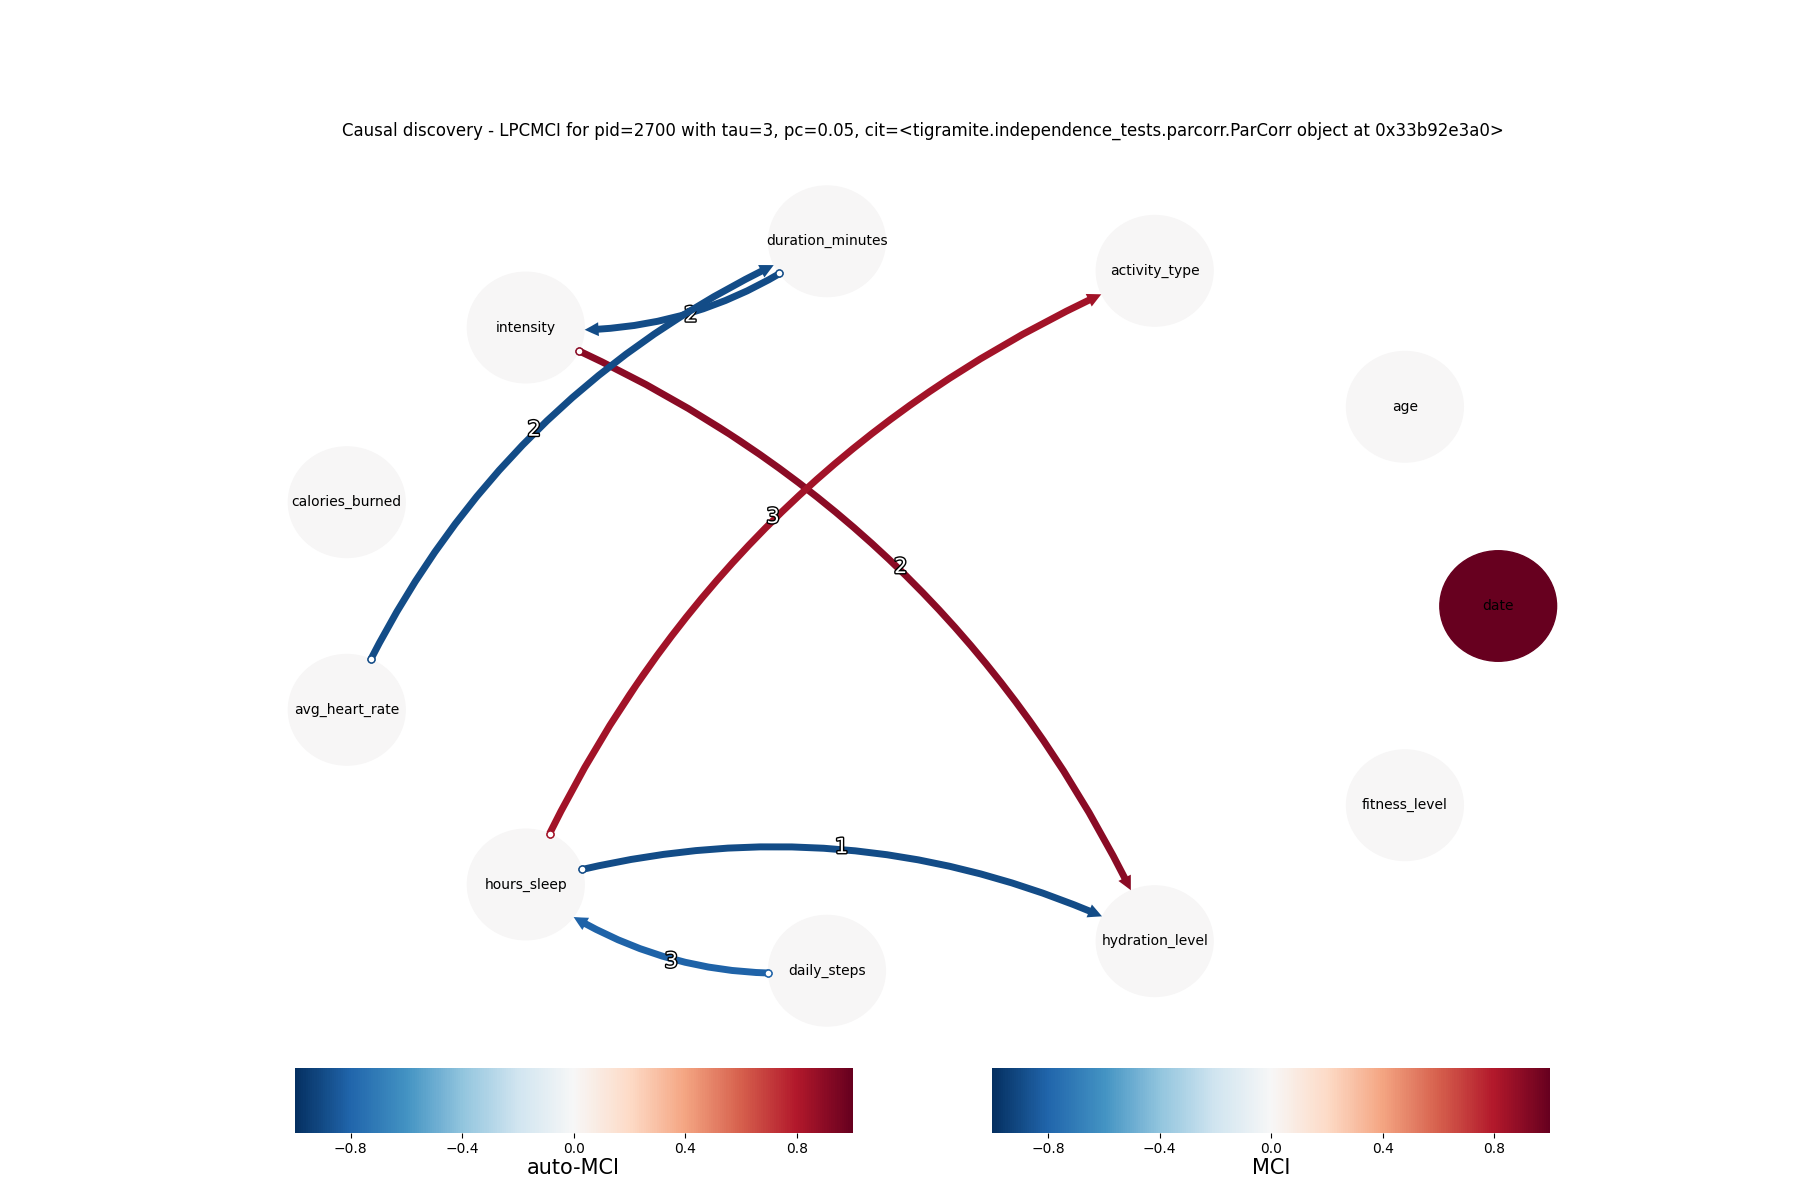 Causal discovery - LPCMCI for pid=2700 with tau=3, pc=0.05, cit=<tigramite.independence_tests.parcorr.ParCorr object at 0x33b92e3a0>
duration_minutes
activity_type
2
intensity
age
2
calories_burned
3
2
date
avg_heart_rate
fitness_level
1
hours_sleep
hydration_level
3
daily_steps
−0.8 −0.4 0.0 0.4 0.8
auto-MCI
−0.8 −0.4 0.0 0.4 0.8
MCI